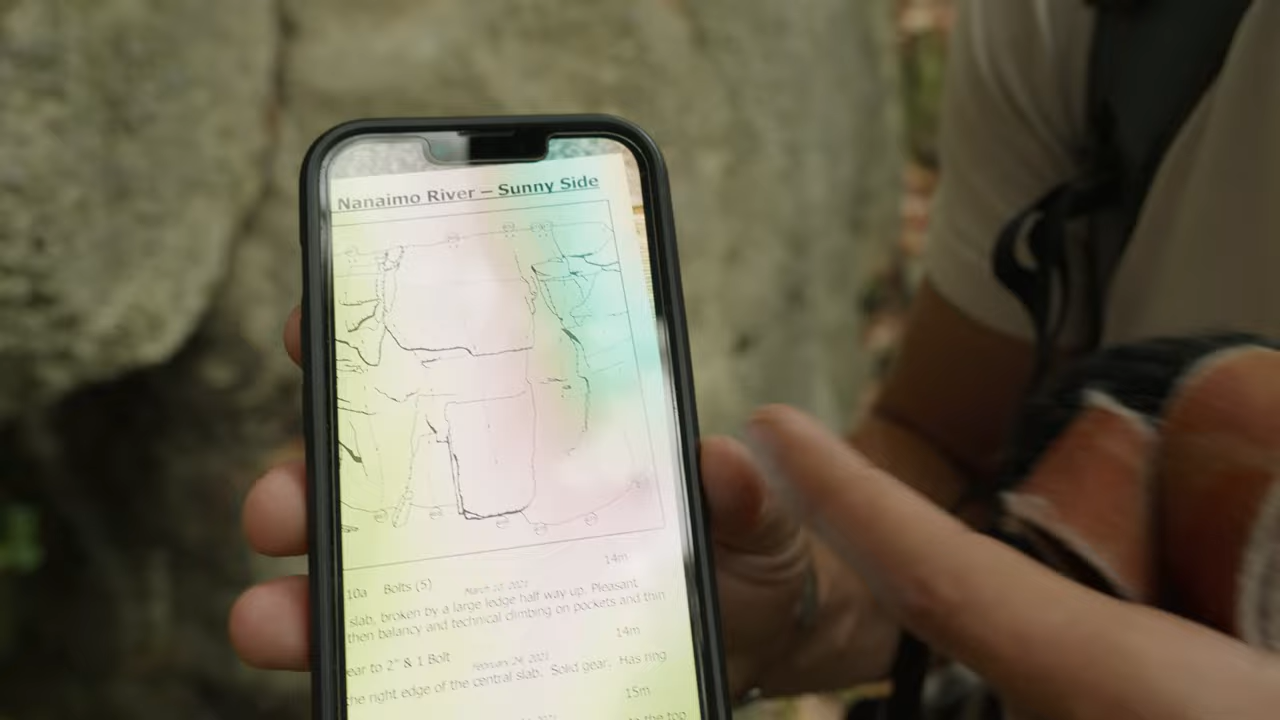 Nanaimo River – Sunny Side
14m
10a Bolts (5) March 10, 2021
slab, broken by a large ledge half way up. Pleasant
then balancy and technical climbing on pockets and thin
14m
ear to 2" & 1 Bolt February 24, 2021
the right edge of the central slab. Solid gear. Has ring
15m
to the top